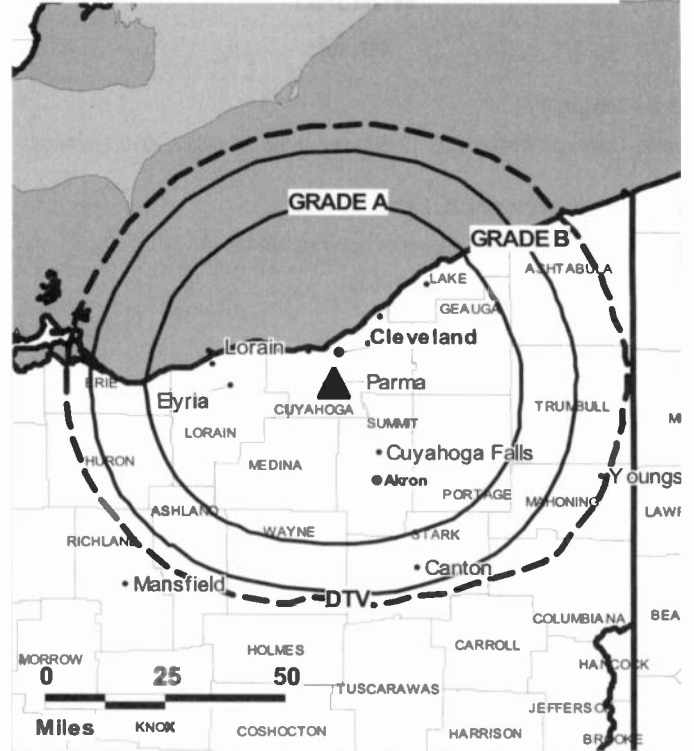 GRADE A
GRADE B
ASHTABULA
LAKE
GEAUGA
Cleveland
Lorain
Parma
ERIE
Elyria
CUYAHOGA
TRUMBULL
M
LORAIN
SUMMIT
Cuyahoga Falls
HURON
MEDINA
Youngs
Akron
PORTAGE
MAHONING
ASHLAND
LAWR
WAYNE
STARK
RICHLAND
Canton
Mansfield
DTV
COLUMBIANA
BEA
HOLMES
CARROLL
MORROW
HANCOCK
0 25 50
TUSCARAWAS
JEFFERSO
Miles
KNOX
COSHOCTON
HARRISON
BROOKE